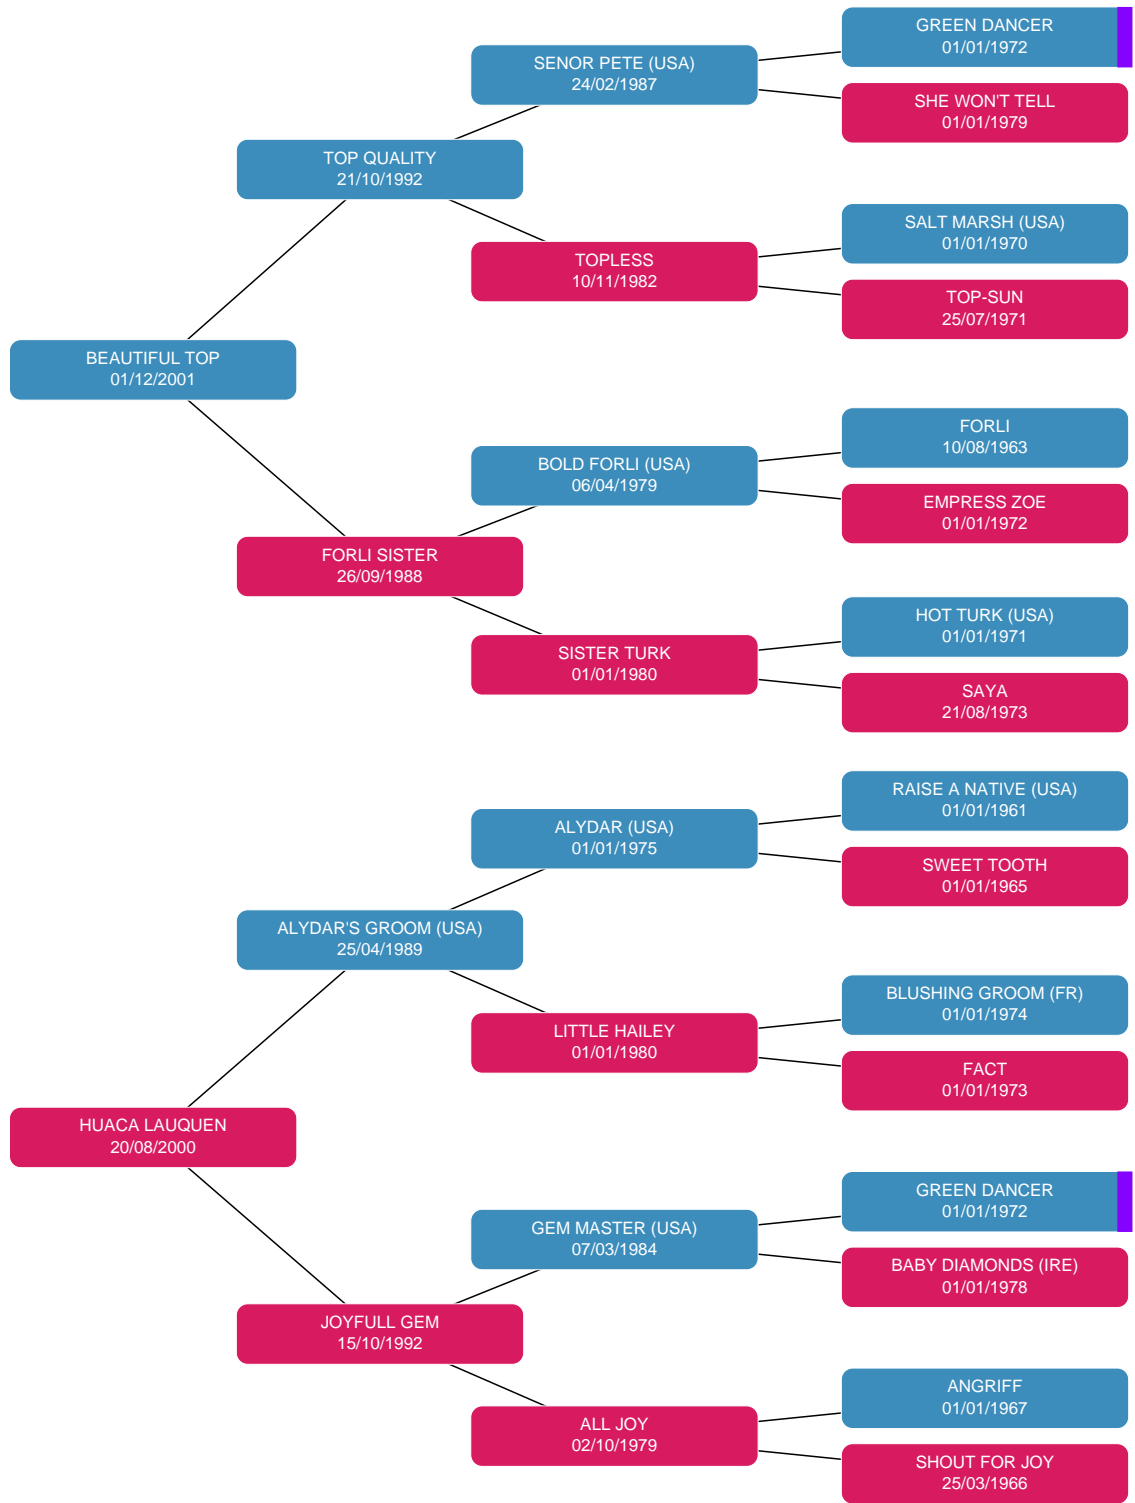 GREEN DANCER
01/01/1972
SENOR PETE (USA)
24/02/1987
SHE WON'T TELL
01/01/1979
TOP QUALITY
21/10/1992
SALT MARSH (USA)
01/01/1970
TOPLESS
10/11/1982
TOP-SUN
25/07/1971
BEAUTIFUL TOP
01/12/2001
FORLI
10/08/1963
BOLD FORLI (USA)
06/04/1979
EMPRESS ZOE
01/01/1972
FORLI SISTER
26/09/1988
HOT TURK (USA)
01/01/1971
SISTER TURK
01/01/1980
SAYA
21/08/1973
RAISE A NATIVE (USA)
01/01/1961
ALYDAR (USA)
01/01/1975
SWEET TOOTH
01/01/1965
ALYDAR'S GROOM (USA)
25/04/1989
BLUSHING GROOM (FR)
01/01/1974
LITTLE HAILEY
01/01/1980
FACT
01/01/1973
HUACA LAUQUEN
20/08/2000
GREEN DANCER
01/01/1972
GEM MASTER (USA)
07/03/1984
BABY DIAMONDS (IRE)
01/01/1978
JOYFULL GEM
15/10/1992
ANGRIFF
01/01/1967
ALL JOY
02/10/1979
SHOUT FOR JOY
25/03/1966